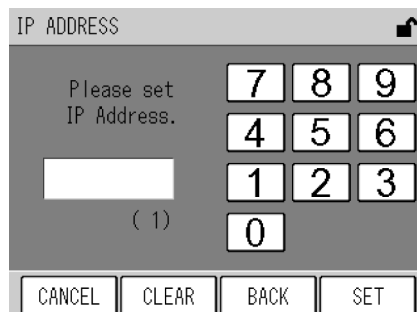 IP ADDRESS
Please set
IP Address.
( 1)
7 8 9
4 5 6
1 2 3
0
CANCEL CLEAR BACK SET